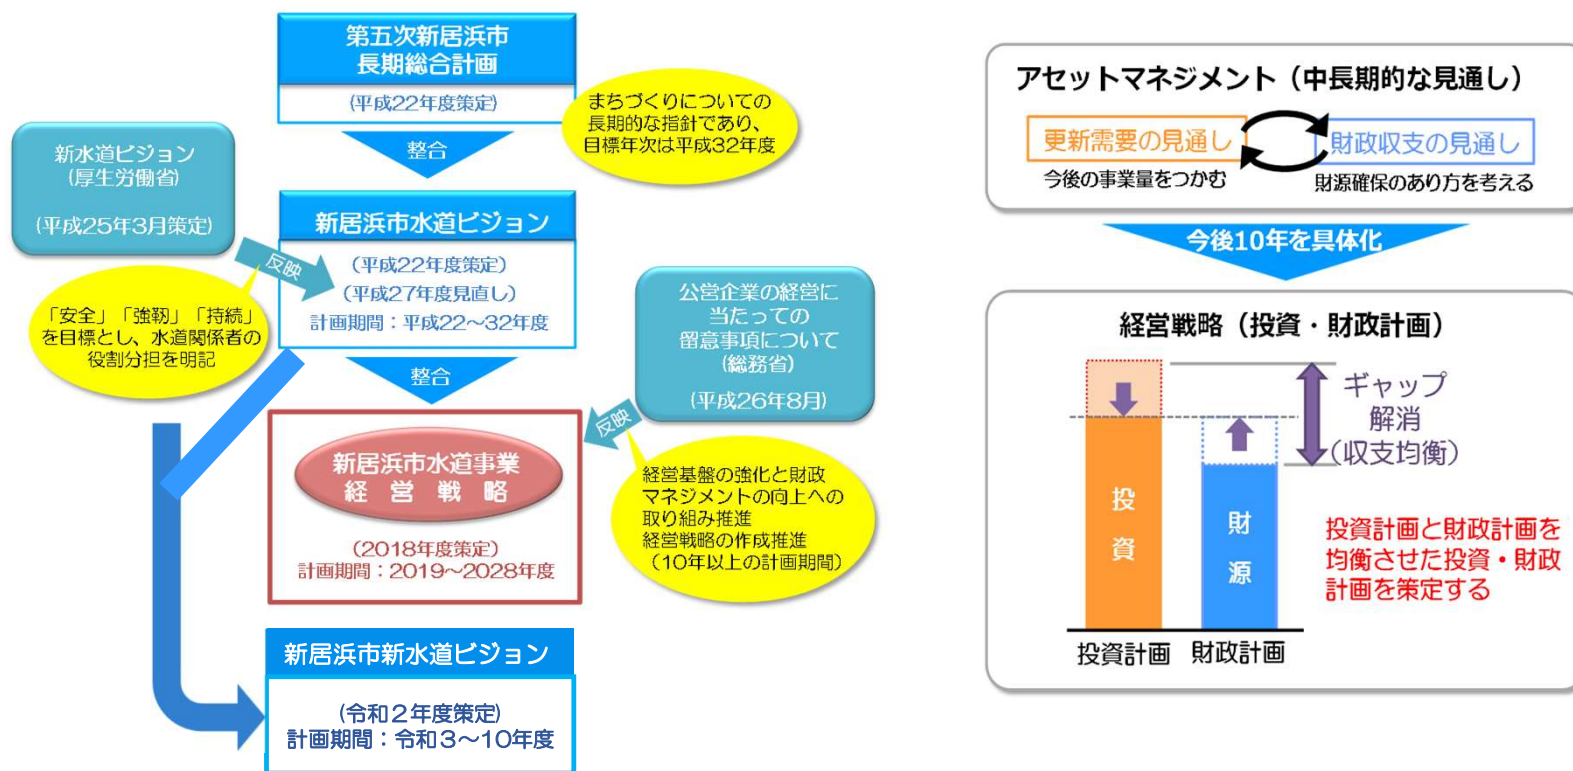 第五次新居浜市
長期総合計画
(平成22年度策定)
まちづくりについての
長期的な指針であり、
目標年次は平成32年度
整合
新水道ビジョン
(厚生労働省)
(平成25年3月策定)
反映
「安全」「強靭」「持続」
を目標とし、水道関係者の
役割分担を明記
新居浜市水道ビジョン
(平成22年度策定)
(平成27年度見直し)
計画期間：平成22～32年度
整合
公営企業の経営に
当たっての
留意事項について
(総務省)
(平成26年8月)
反映
経営基盤の強化と財政
マネジメントの向上への
取り組み推進
経営戦略の作成推進
(10年以上の計画期間)
新居浜市水道事業
経 営 戦 略
(2018年度策定)
計画期間：2019～2028年度
新居浜市新水道ビジョン
(令和２年度策定)
計画期間：令和３～10年度
アセットマネジメント（中長期的な見通し）
更新需要の見通し
財政収支の見通し
今後の事業量をつかむ
財源確保のあり方を考える
今後10年を具体化
経営戦略（投資・財政計画）
ギャップ
解消
(収支均衡)
投
資
財
源
投資計画と財政計画を
均衡させた投資・財政
計画を策定する
投資計画
財政計画